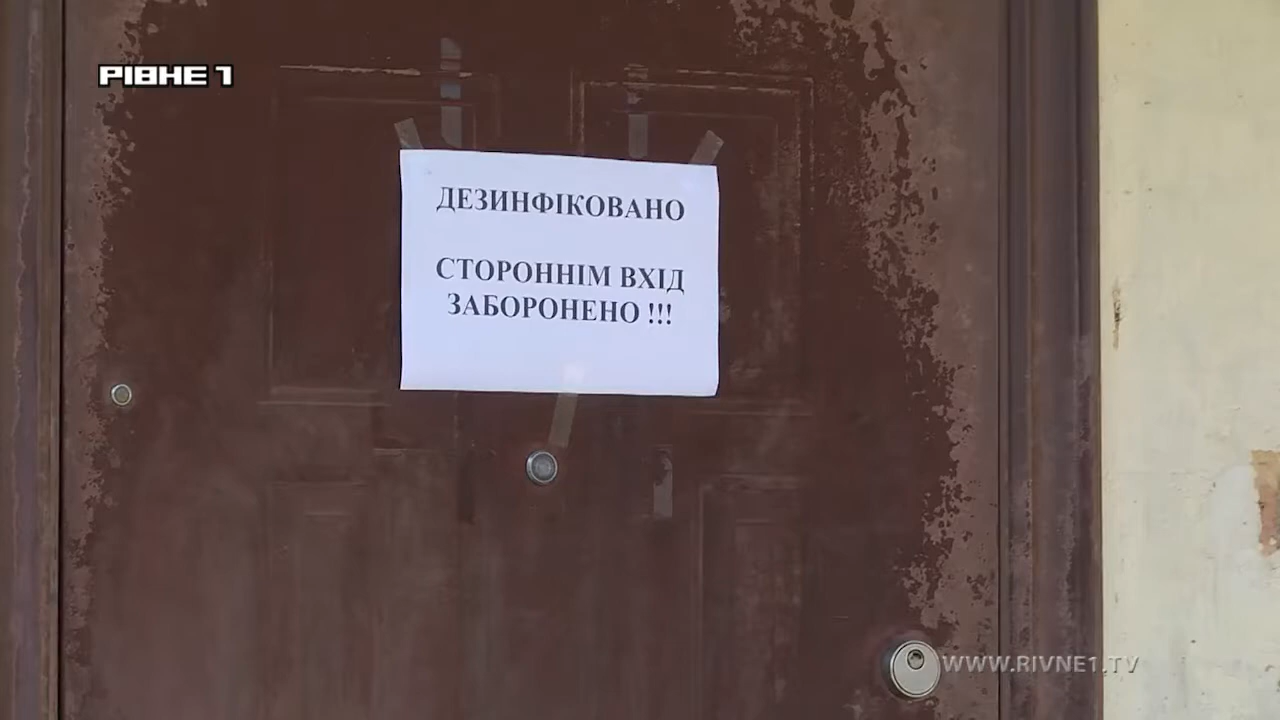 РІВНЕ 1
ДЕЗИНФІКОВАНО
СТОРОННІМ ВХІД
ЗАБОРОНЕНО !!!
WWW.RIVNE1.TV